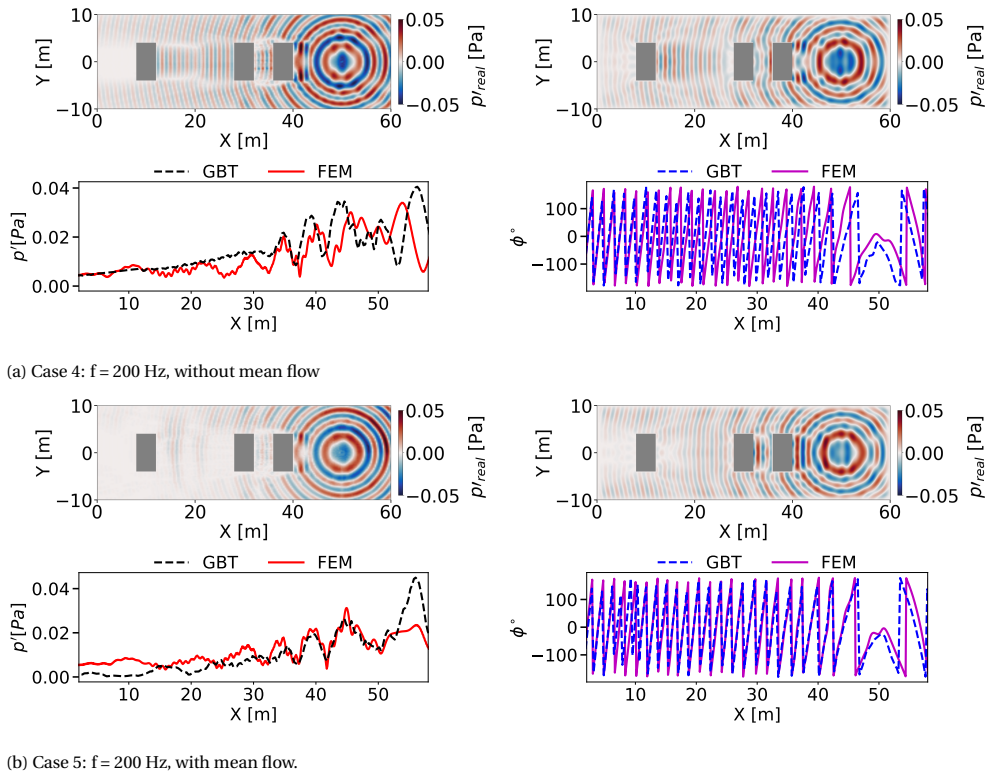 10
0
−10
Y [m]
0 20 40 60
X [m]
0.05
0.00
−0.05
p′real [Pa]
10
0
−10
Y [m]
0 20 40 60
X [m]
0.05
0.00
−0.05
p′real [Pa]
GBT FEM
0.04
0.02
0.00
p′[Pa]
10 20 30 40 50
X [m]
GBT FEM
100
0
−100
ϕ°
10 20 30 40 50
X [m]
(a) Case 4: f = 200 Hz, without mean flow
10
0
−10
Y [m]
0 20 40 60
X [m]
0.05
0.00
−0.05
p′real [Pa]
10
0
−10
Y [m]
0 20 40 60
X [m]
0.05
0.00
−0.05
p′real [Pa]
GBT FEM
0.04
0.02
0.00
p′[Pa]
10 20 30 40 50
X [m]
GBT FEM
100
0
−100
ϕ°
10 20 30 40 50
X [m]
(b) Case 5: f = 200 Hz, with mean flow.